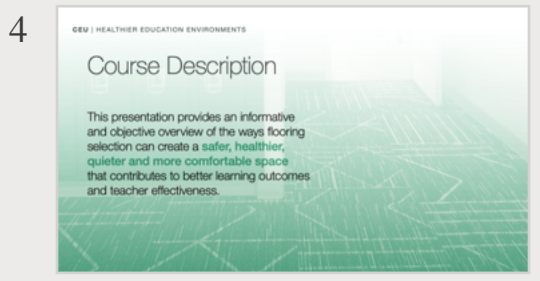 4
CEU | HEALTHIER EDUCATION ENVIRONMENTS
Course Description
This presentation provides an informative
and objective overview of the ways flooring
selection can create a safer, healthier,
quieter and more comfortable space
that contributes to better learning outcomes
and teacher effectiveness.